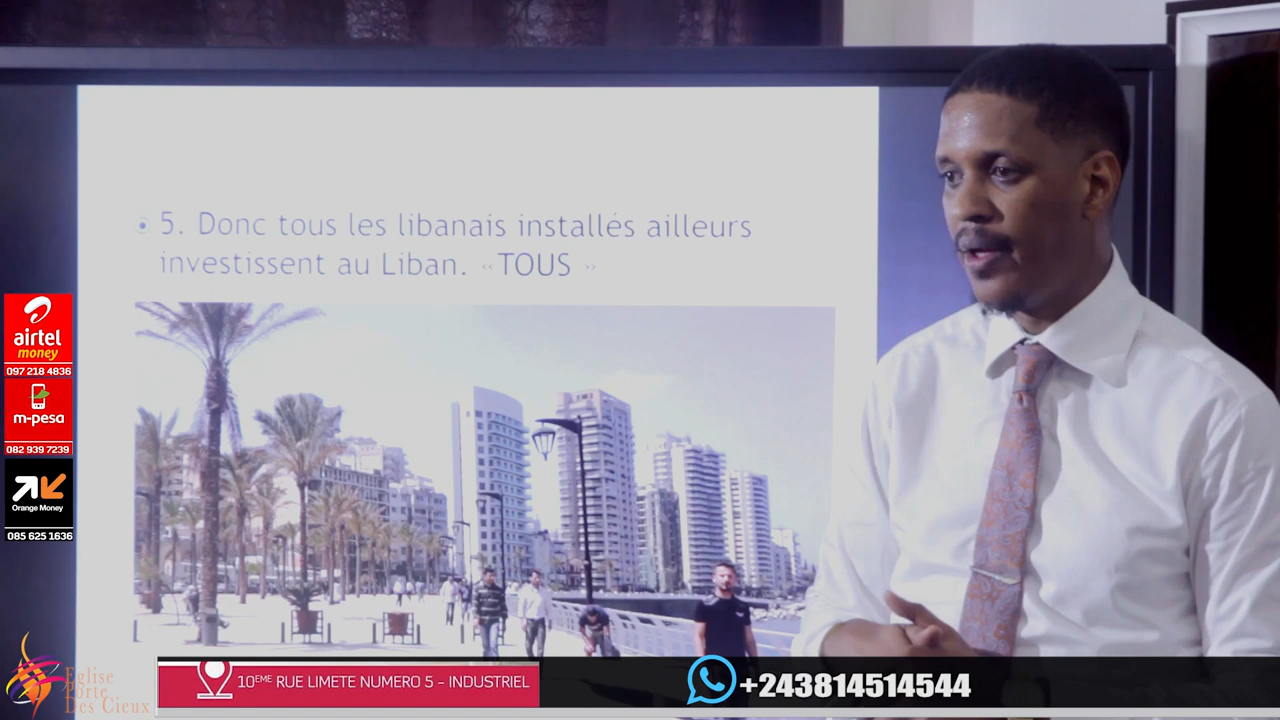 5. Donc tous les libanais installés ailleurs
investissent au Liban. «TOUS »
airtel
money
097 218 4836
m-pesa
082 939 7239
Orange Money
085 625 1636
Eglise
Porte
Des Cieux
10EME RUE LIMETE NUMERO 5 - INDUSTRIEL
+243814514544